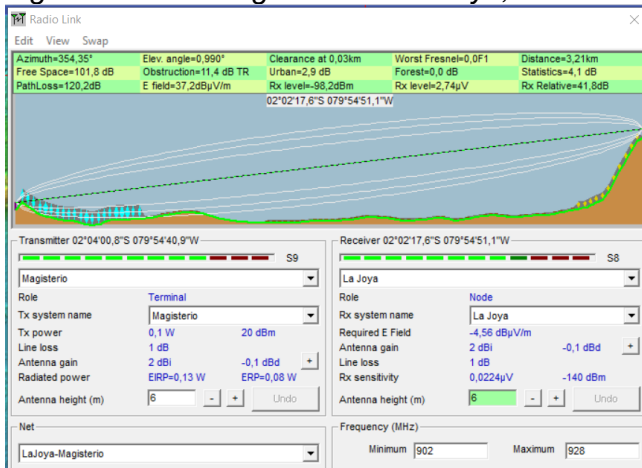 Radio Link
Edit View Swap
Azimuth=354,35° Elev. angle=0,990° Clearance at 0,03km Worst Fresnel=0,0F1 Distance=3,21km
Free Space=101,8 dB Obstruction=11,4 dB TR Urban=2,9 dB Forest=0,0 dB Statistics=4,1 dB
PathLoss=120,2dB E field=37,2dBμV/m Rx level=-98,2dBm Rx level=2,74μV Rx Relative=41,8dB
02°02'17,6"S 079°54'51,1"W
Transmitter 02°04'00,8"S 079°54'40,9"W
S9
Magisterio
Role Terminal
Tx system name Magisterio
Tx power 0,1 W 20 dBm
Line loss 1 dB
Antenna gain 2 dBi -0,1 dBd +
Radiated power EIRP=0,13 W ERP=0,08 W
Antenna height (m) 6 - + Undo
Receiver 02°02'17,6"S 079°54'51,1"W
S8
La Joya
Role Node
Rx system name La Joya
Required E Field -4,56 dBμV/m
Antenna gain 2 dBi -0,1 dBd +
Line loss 1 dB
Rx sensitivity 0,0224μV -140 dBm
Antenna height (m) 6 - + Undo
Net
LaJoya-Magisterio
Frequency (MHz)
Minimum 902 Maximum 928